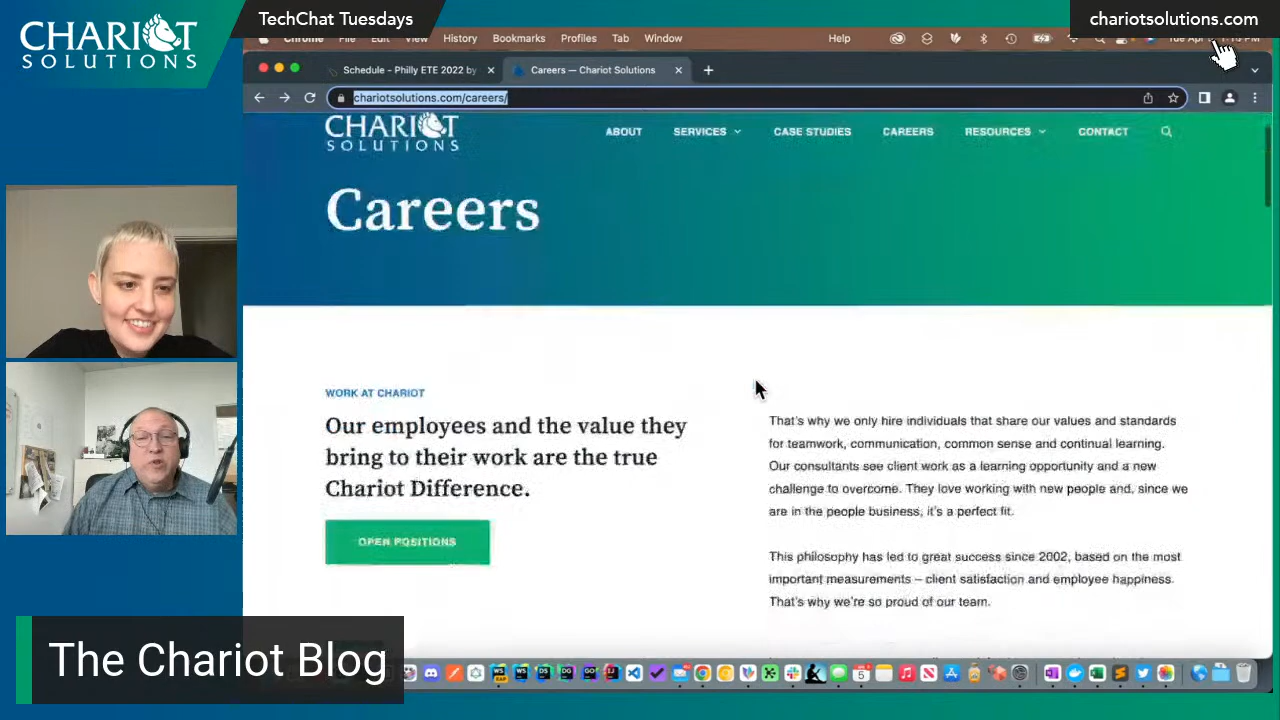 CHARIOT
SOLUTIONS
TechChat Tuesdays
chariotsolutions.com
Chrome File Edit View History Bookmarks Profiles Tab Window Help
Schedule - Philly ETE 2022 by
Careers — Chariot Solutions
chariotsolutions.com/careers/
CHARIOT
SOLUTIONS
ABOUT SERVICES CASE STUDIES CAREERS RESOURCES CONTACT
Careers
WORK AT CHARIOT
Our employees and the value they
bring to their work are the true
Chariot Difference.
OPEN POSITIONS
That's why we only hire individuals that share our values and standards
for teamwork, communication, common sense and continual learning.
Our consultants see client work as a learning opportunity and a new
challenge to overcome. They love working with new people and, since we
are in the people business, it's a perfect fit.
This philosophy has led to great success since 2002, based on the most
important measurements – client satisfaction and employee happiness.
That's why we're so proud of our team.
The Chariot Blog